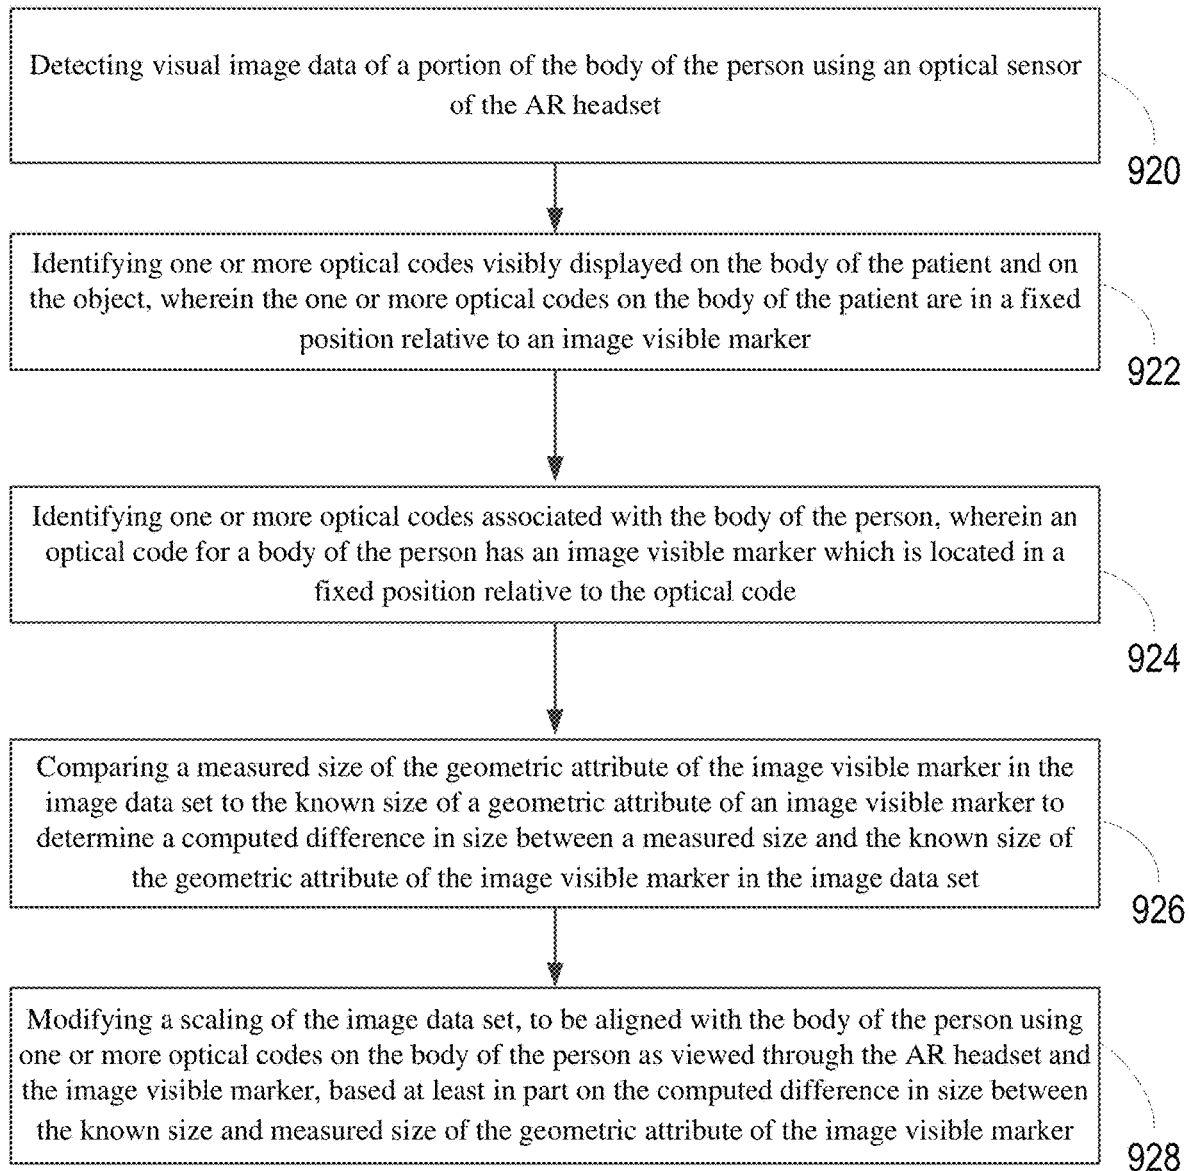 Detecting visual image data of a portion of the body of the person using an optical sensor
of the AR headset
920
Identifying one or more optical codes visibly displayed on the body of the patient and on
the object, wherein the one or more optical codes on the body of the patient are in a fixed
position relative to an image visible marker
922
Identifying one or more optical codes associated with the body of the person, wherein an
optical code for a body of the person has an image visible marker which is located in a
fixed position relative to the optical code
924
Comparing a measured size of the geometric attribute of the image visible marker in the
image data set to the known size of a geometric attribute of an image visible marker to
determine a computed difference in size between a measured size and the known size of
the geometric attribute of the image visible marker in the image data set
926
Modifying a scaling of the image data set, to be aligned with the body of the person using
one or more optical codes on the body of the person as viewed through the AR headset and
the image visible marker, based at least in part on the computed difference in size between
the known size and measured size of the geometric attribute of the image visible marker
928